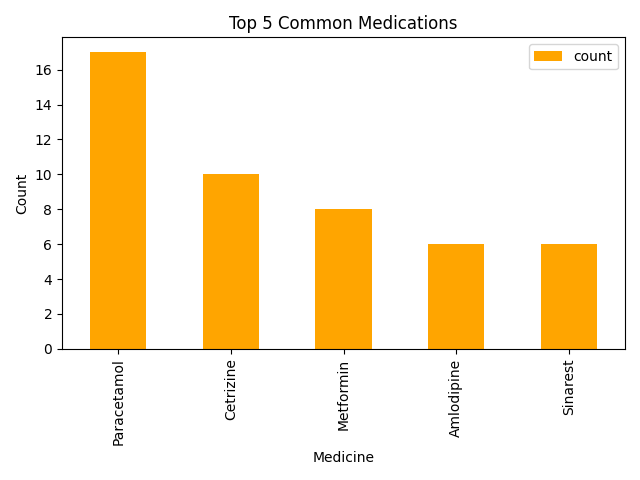 Top 5 Common Medications
count
16
14
12
10
8
6
4
2
0
Count
Paracetamol
Cetrizine
Metformin
Amlodipine
Sinarest
Medicine